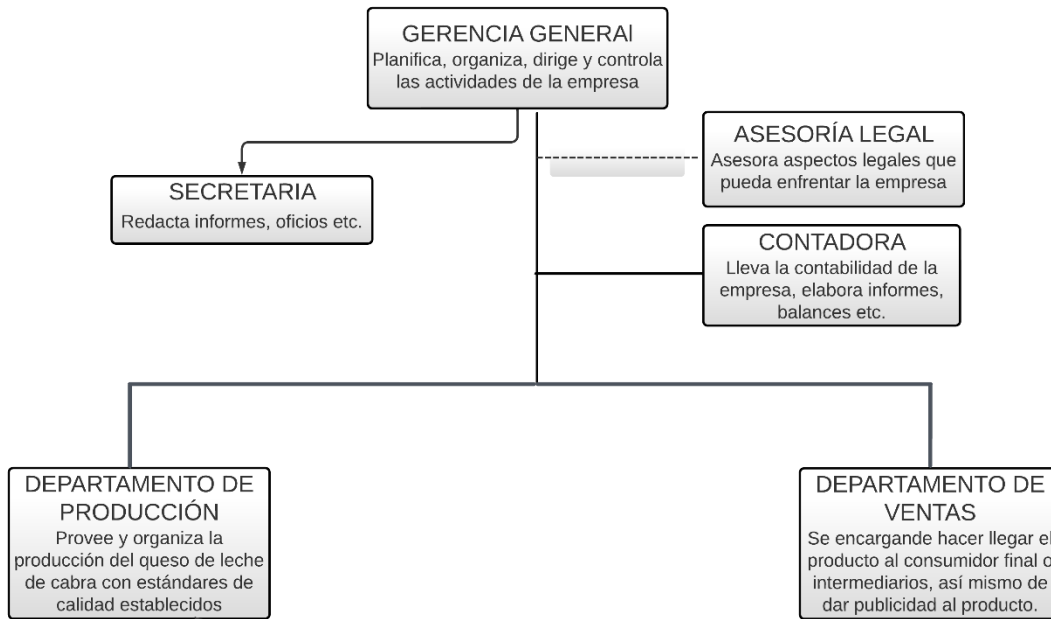 GERENCIA GENERAl
Planifica, organiza, dirige y controla
las actividades de la empresa
ASESORÍA LEGAL
Asesora aspectos legales que
pueda enfrentar la empresa
SECRETARIA
Redacta informes, oficios etc.
CONTADORA
Lleva la contabilidad de la
empresa, elabora informes,
balances etc.
DEPARTAMENTO DE
PRODUCCIÓN
Provee y organiza la
producción del queso de leche
de cabra con estándares de
calidad establecidos
DEPARTAMENTO DE
VENTAS
Se encargande hacer llegar el
producto al consumidor final o
intermediarios, así mismo de
dar publicidad al producto.